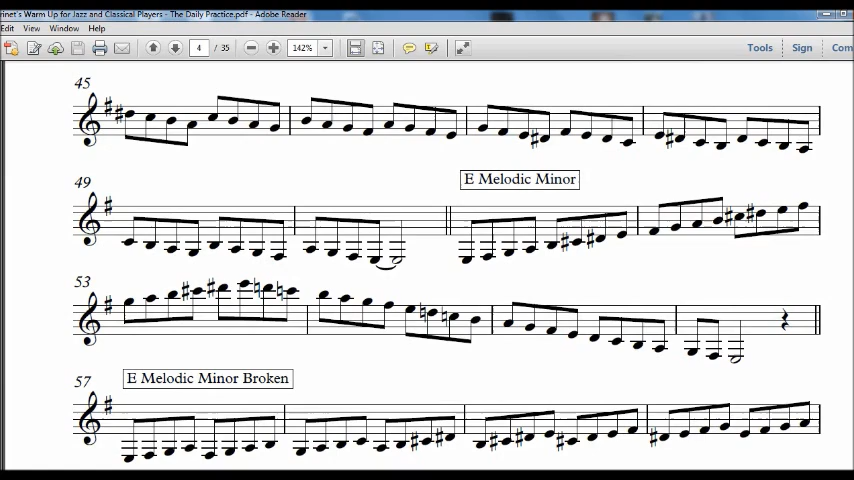 rinet's Warm Up for Jazz and Classical Players - The Daily Practice.pdf - Adobe Reader
Edit View Window Help
4 / 35 142% Tools Sign Com
45
49
E Melodic Minor
53
57
E Melodic Minor Broken